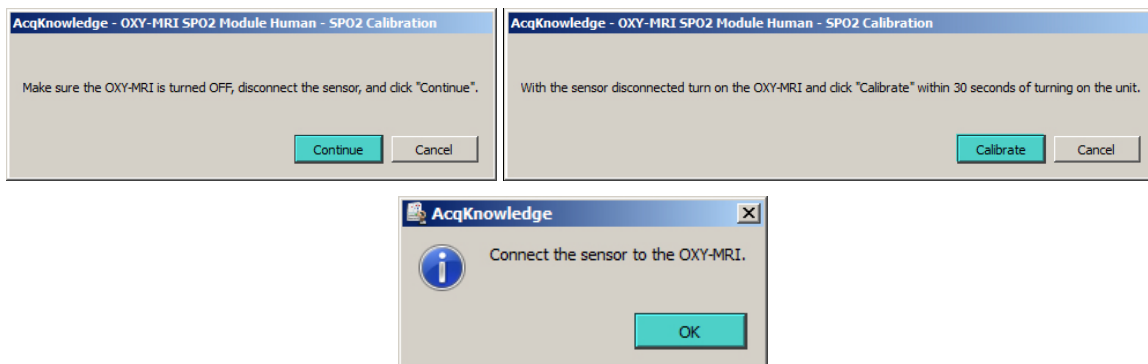 AcqKnowledge - OXY-MRI SPO2 Module Human - SPO2 Calibration
Make sure the OXY-MRI is turned OFF, disconnect the sensor, and click "Continue".
Continue
Cancel
AcqKnowledge - OXY-MRI SPO2 Module Human - SPO2 Calibration
With the sensor disconnected turn on the OXY-MRI and click "Calibrate" within 30 seconds of turning on the unit.
Calibrate
Cancel
AcqKnowledge
Connect the sensor to the OXY-MRI.
OK